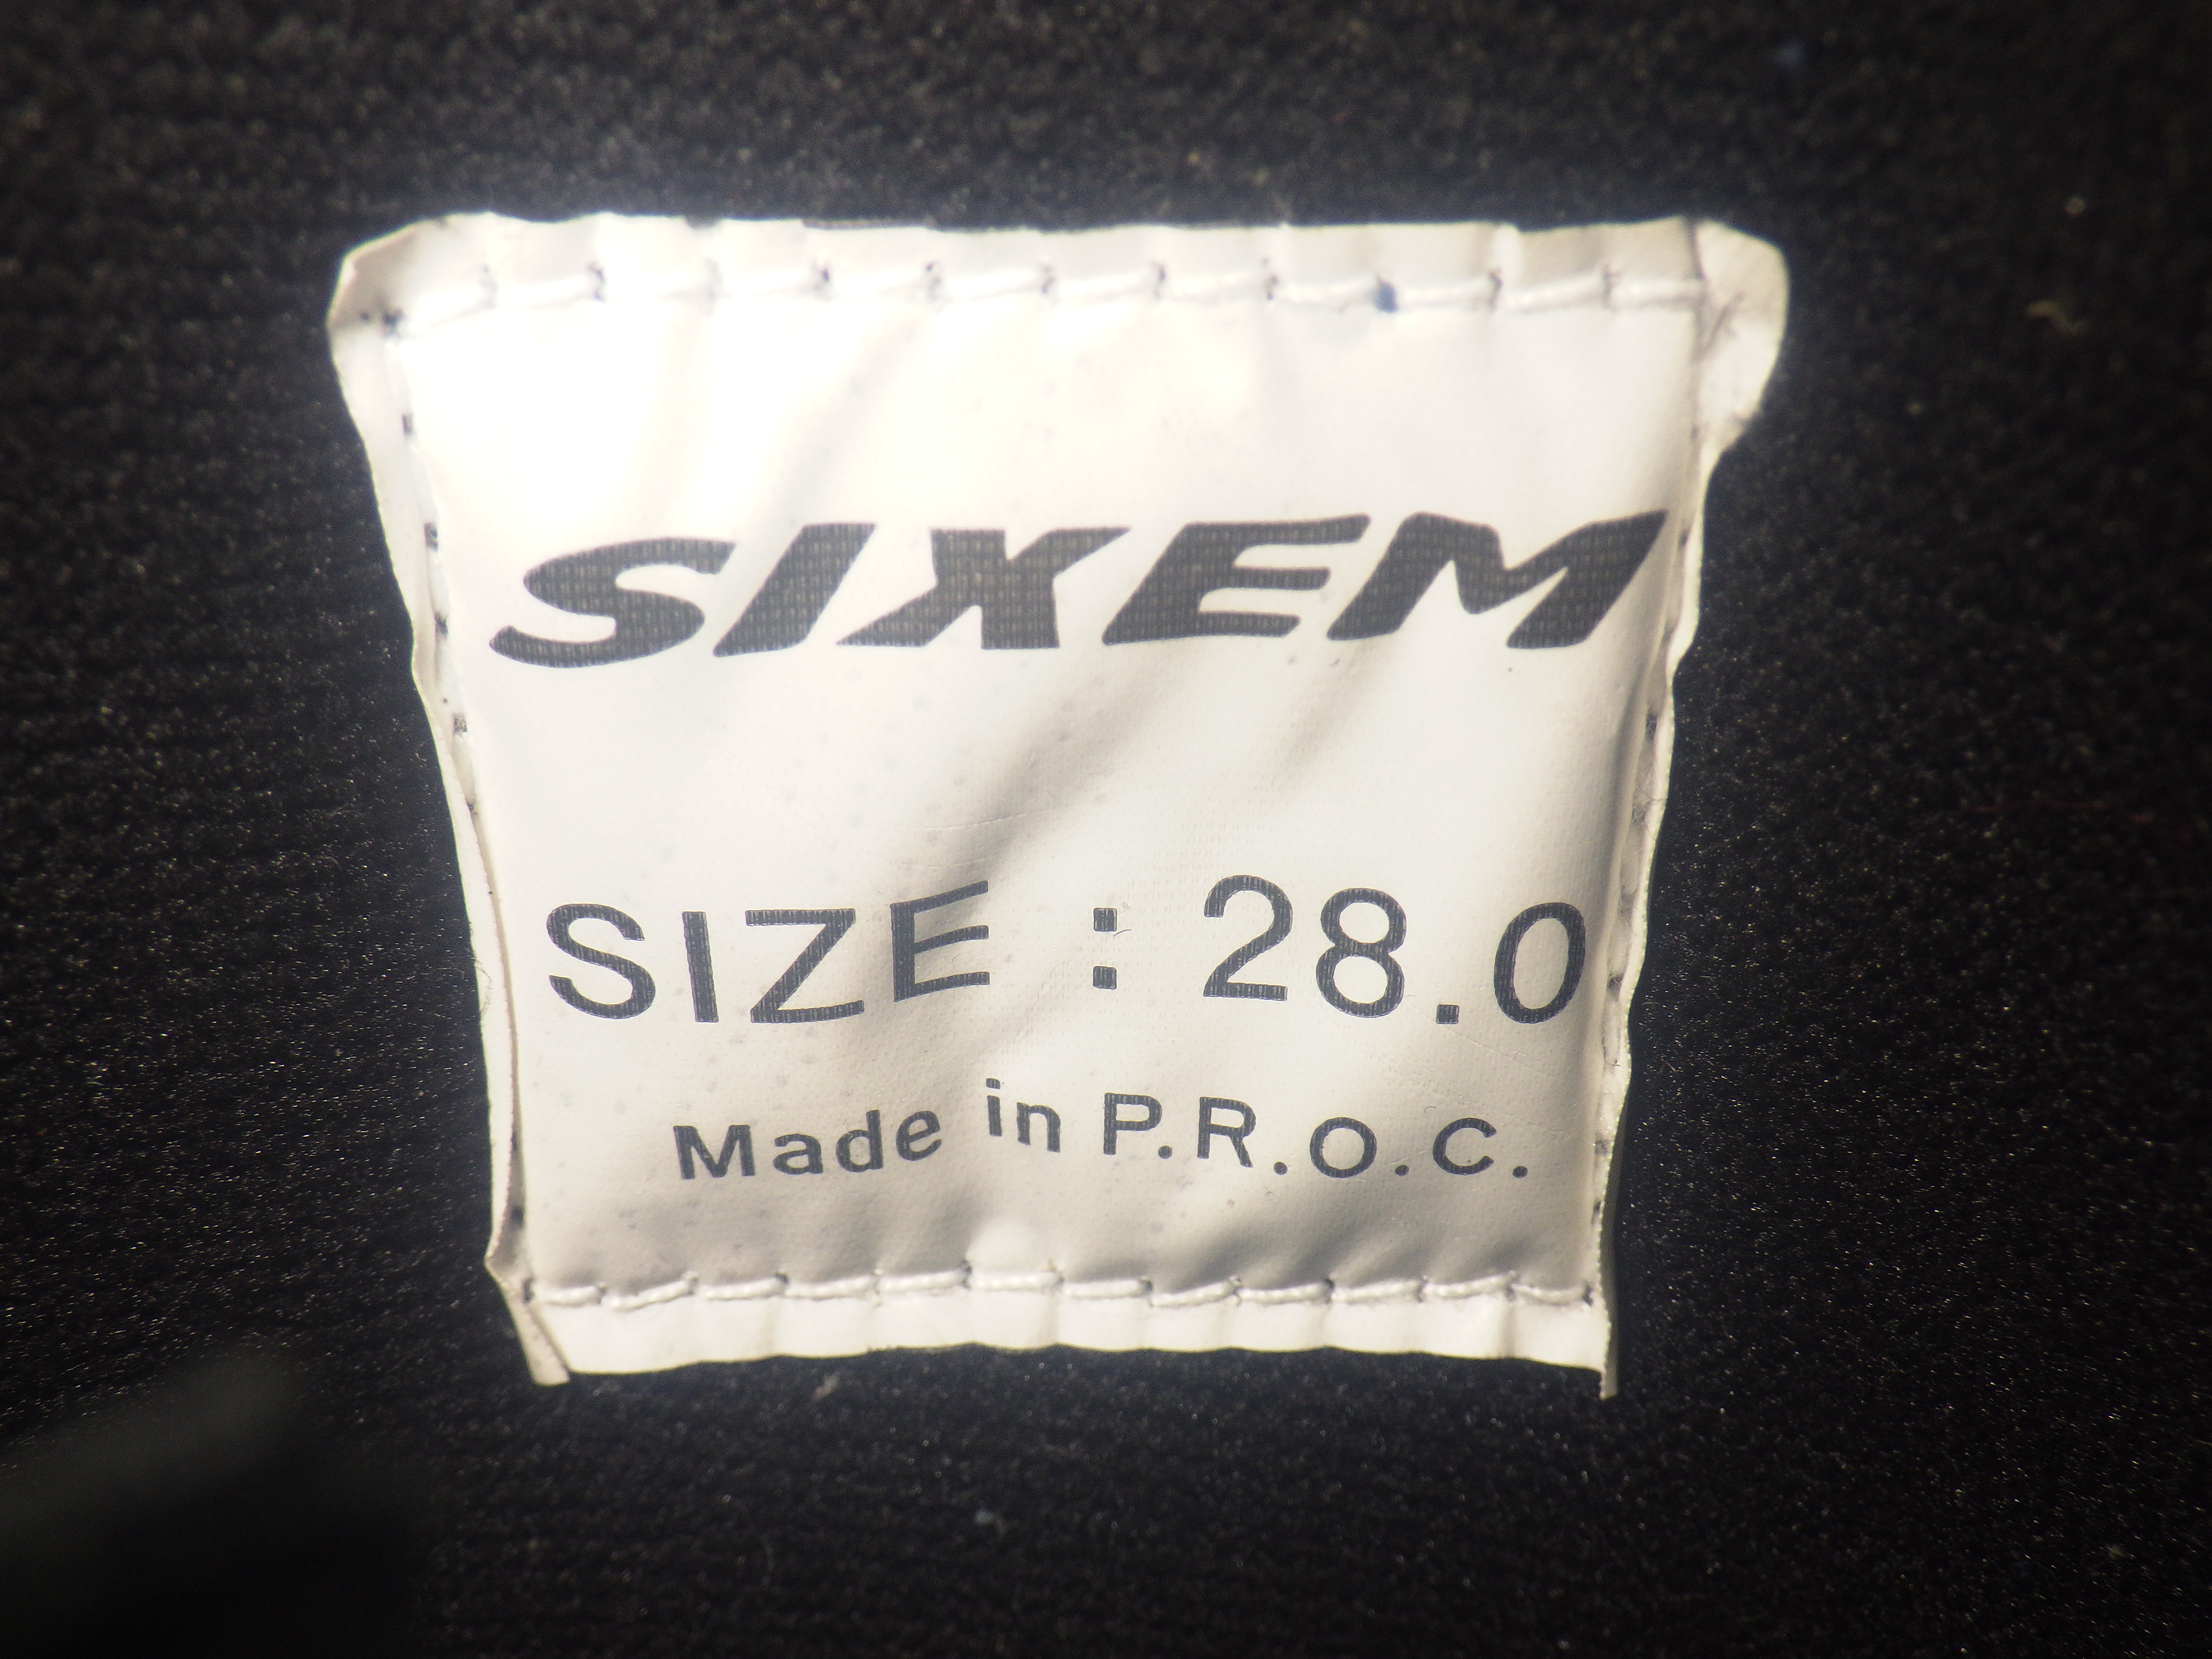 SIXEM
SIZE : 28.0
Made in P.R.O.C.